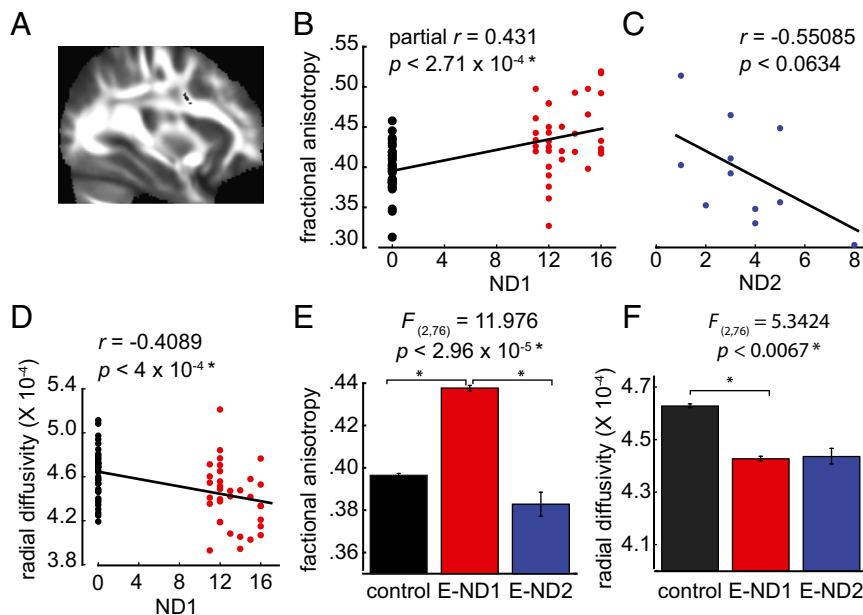 A
B
partial r = 0.431
p < 2.71 x 10⁻⁴ *
fractional anisotropy
.55
.50
.45
.40
.35
.30
0 4 8 12 16
ND1
C
r = -0.55085
p < 0.0634
0 2 4 6 8
ND2
D
r = -0.4089
p < 4 x 10⁻⁴ *
radial diffusivity (X 10⁻⁴)
5.4
5.0
4.6
4.2
3.8
0 4 8 12 16
ND1
E
F(2,76) = 11.976
p < 2.96 x 10⁻⁵ *
factional anisotropy
.44
.42
.40
.38
.36
* *
control E-ND1 E-ND2
F
F(2,76) = 5.3424
p < 0.0067 *
radial diffusivity (X 10⁻⁴)
4.7
4.5
4.3
4.1
*
control E-ND1 E-ND2